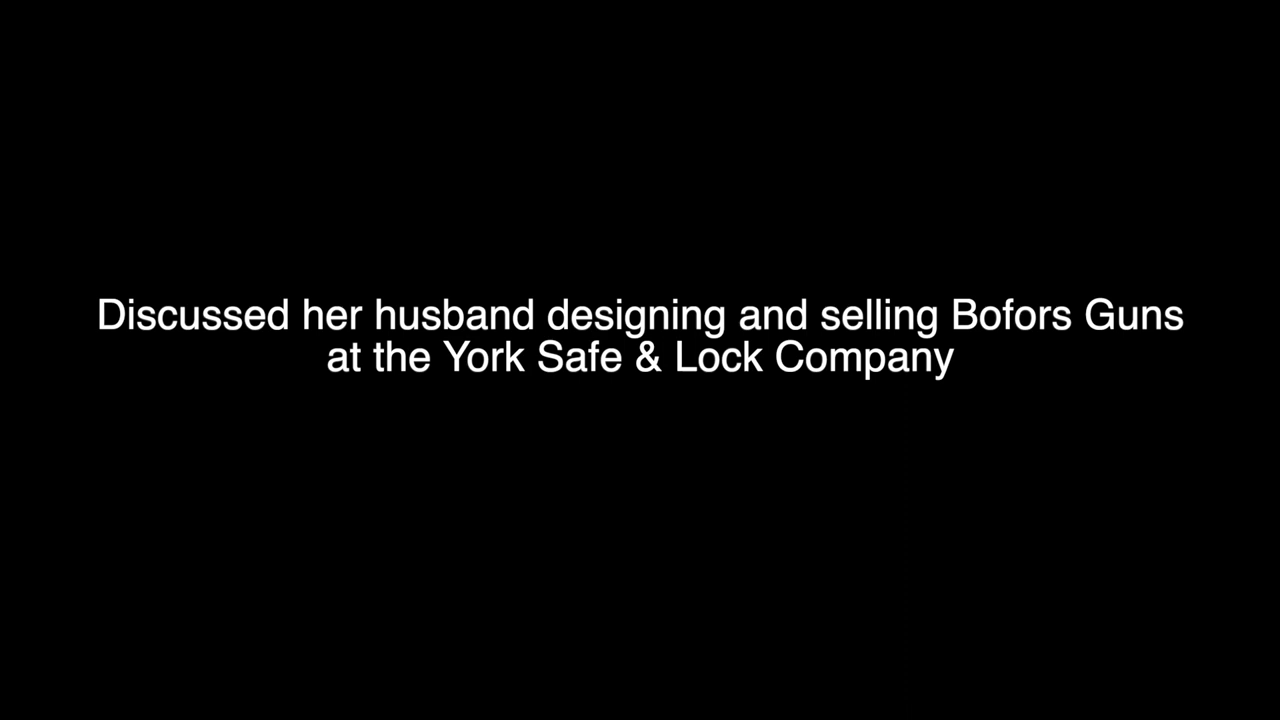 Discussed her husband designing and selling Bofors Guns
at the York Safe & Lock Company